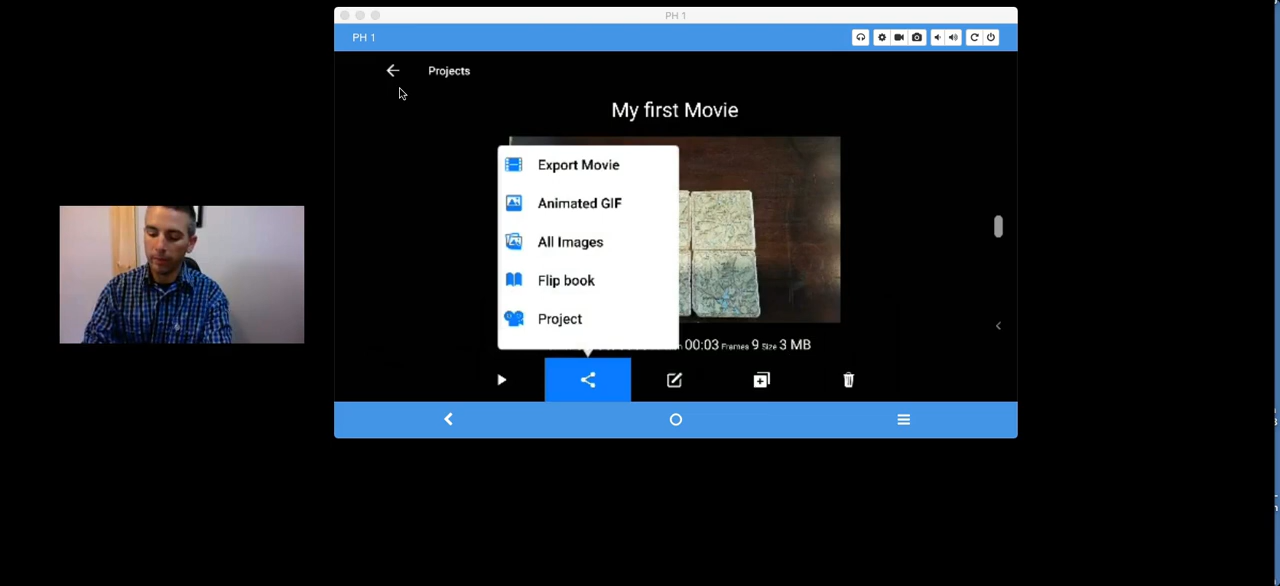 PH 1
PH 1
Projects
My first Movie
Export Movie
Animated GIF
All Images
Flip book
Project
00:03 Frames 9 Size 3 MB